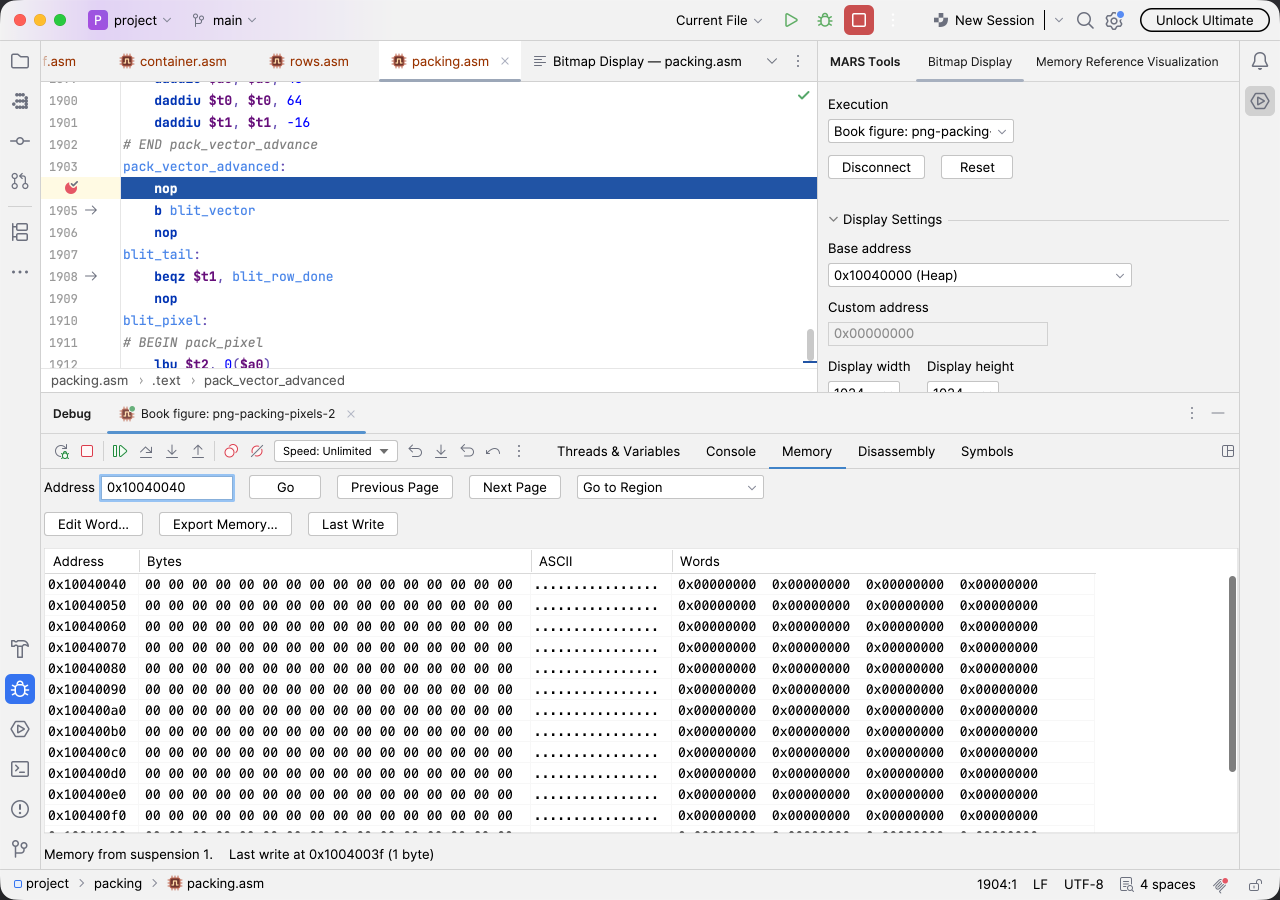 P project main Current File New Session Unlock Ultimate
f.asm container.asm rows.asm packing.asm Bitmap Display — packing.asm
MARS Tools Bitmap Display Memory Reference Visualization
1900 daddiu $t0, $t0, 64
1901 daddiu $t1, $t1, -16
1902 # END pack_vector_advance
1903 pack_vector_advanced:
nop
1905 b blit_vector
1906 nop
1907 blit_tail:
1908 beqz $t1, blit_row_done
1909 nop
1910 blit_pixel:
1911 # BEGIN pack_pixel
1912 lbu $t2, 0($a0)
packing.asm › .text › pack_vector_advanced
Execution
Book figure: png-packing-
Disconnect Reset
Display Settings
Base address
0x10040000 (Heap)
Custom address
0x00000000
Display width Display height
1024 1024
Debug Book figure: png-packing-pixels-2
Speed: Unlimited Threads & Variables Console Memory Disassembly Symbols
Address 0x10040040 Go Previous Page Next Page Go to Region
Edit Word... Export Memory... Last Write
Address Bytes ASCII Words
0x10040040 00 00 00 00 00 00 00 00 00 00 00 00 00 00 00 00 ................ 0x00000000 0x00000000 0x00000000 0x00000000
0x10040050 00 00 00 00 00 00 00 00 00 00 00 00 00 00 00 00 ................ 0x00000000 0x00000000 0x00000000 0x00000000
0x10040060 00 00 00 00 00 00 00 00 00 00 00 00 00 00 00 00 ................ 0x00000000 0x00000000 0x00000000 0x00000000
0x10040070 00 00 00 00 00 00 00 00 00 00 00 00 00 00 00 00 ................ 0x00000000 0x00000000 0x00000000 0x00000000
0x10040080 00 00 00 00 00 00 00 00 00 00 00 00 00 00 00 00 ................ 0x00000000 0x00000000 0x00000000 0x00000000
0x10040090 00 00 00 00 00 00 00 00 00 00 00 00 00 00 00 00 ................ 0x00000000 0x00000000 0x00000000 0x00000000
0x100400a0 00 00 00 00 00 00 00 00 00 00 00 00 00 00 00 00 ................ 0x00000000 0x00000000 0x00000000 0x00000000
0x100400b0 00 00 00 00 00 00 00 00 00 00 00 00 00 00 00 00 ................ 0x00000000 0x00000000 0x00000000 0x00000000
0x100400c0 00 00 00 00 00 00 00 00 00 00 00 00 00 00 00 00 ................ 0x00000000 0x00000000 0x00000000 0x00000000
0x100400d0 00 00 00 00 00 00 00 00 00 00 00 00 00 00 00 00 ................ 0x00000000 0x00000000 0x00000000 0x00000000
0x100400e0 00 00 00 00 00 00 00 00 00 00 00 00 00 00 00 00 ................ 0x00000000 0x00000000 0x00000000 0x00000000
0x100400f0 00 00 00 00 00 00 00 00 00 00 00 00 00 00 00 00 ................ 0x00000000 0x00000000 0x00000000 0x00000000
Memory from suspension 1. Last write at 0x1004003f (1 byte)
project › packing › packing.asm 1904:1 LF UTF-8 4 spaces